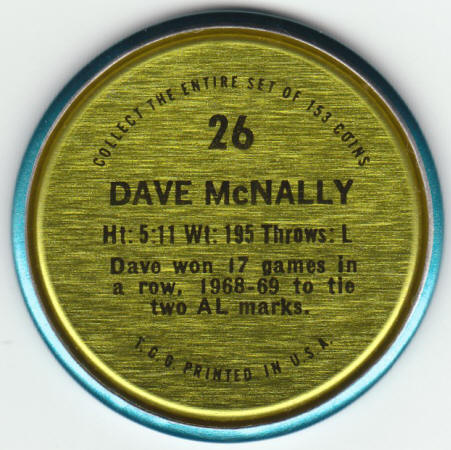 COLLECT THE ENTIRE SET OF 153 COINS
26
DAVE McNALLY
Ht: 5:11 Wt: 195 Throws: L
Dave won 17 games in
a row, 1968-69 to tie
two AL marks.
T.C.G. PRINTED IN U.S.A.